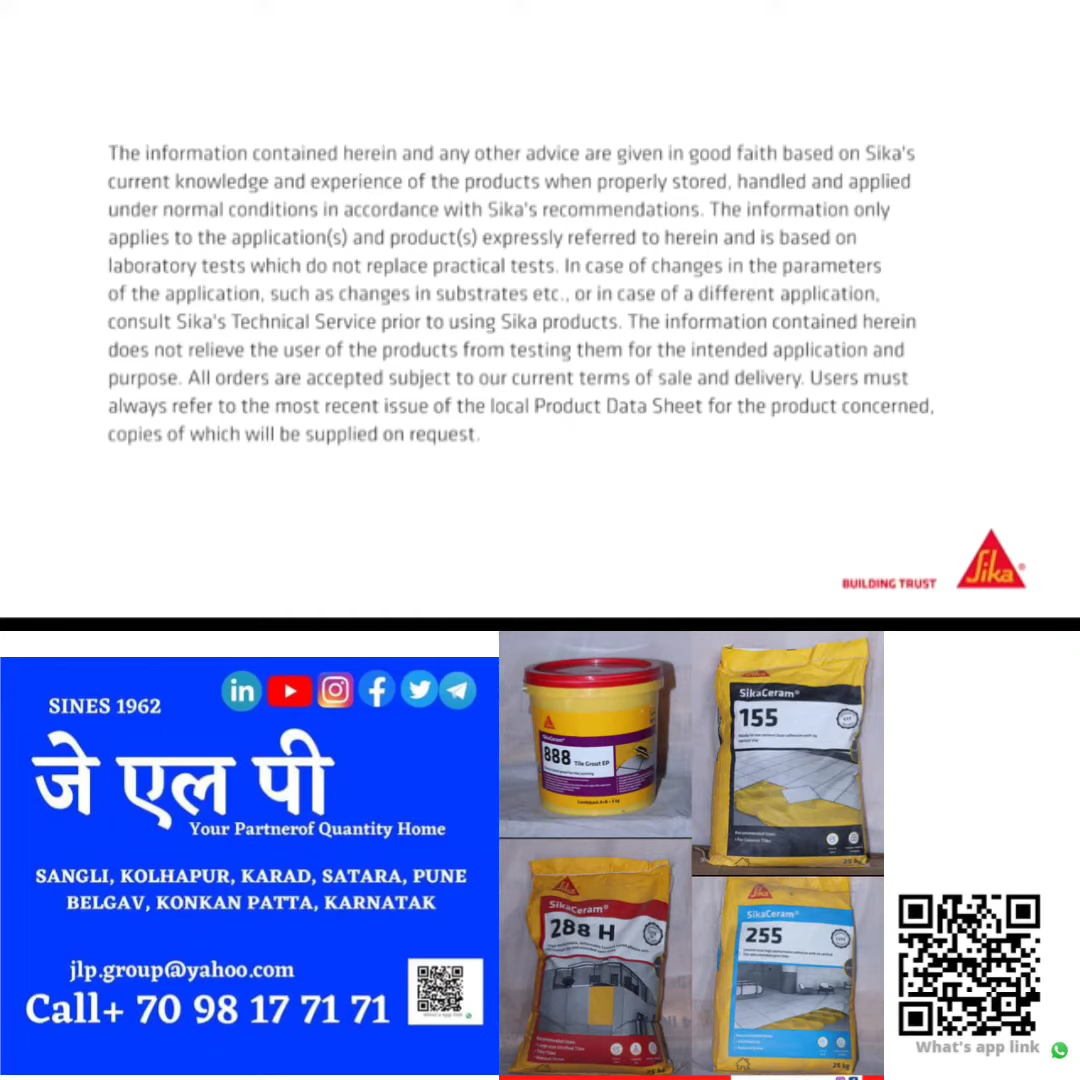 The information contained herein and any other advice are given in good faith based on Sika's
current knowledge and experience of the products when properly stored, handled and applied
under normal conditions in accordance with Sika's recommendations. The information only
applies to the application(s) and product(s) expressly referred to herein and is based on
laboratory tests which do not replace practical tests. In case of changes in the parameters
of the application, such as changes in substrates etc., or in case of a different application,
consult Sika's Technical Service prior to using Sika products. The information contained herein
does not relieve the user of the products from testing them for the intended application and
purpose. All orders are accepted subject to our current terms of sale and delivery. Users must
always refer to the most recent issue of the local Product Data Sheet for the product concerned,
copies of which will be supplied on request.
BUILDING TRUST
Sika®
SINES 1962
in
जे एल पी
Your Partnerof Quantity Home
SANGLI, KOLHAPUR, KARAD, SATARA, PUNE
BELGAV, KONKAN PATTA, KARNATAK
jlp.group@yahoo.com
Call+ 70 98 17 71 71
What's app link
SikaCeram®
888 Tile Grout EP
SikaCeram®
155
25 kg
SikaCeram®
288 H
SikaCeram®
255
25 kg
What's app link